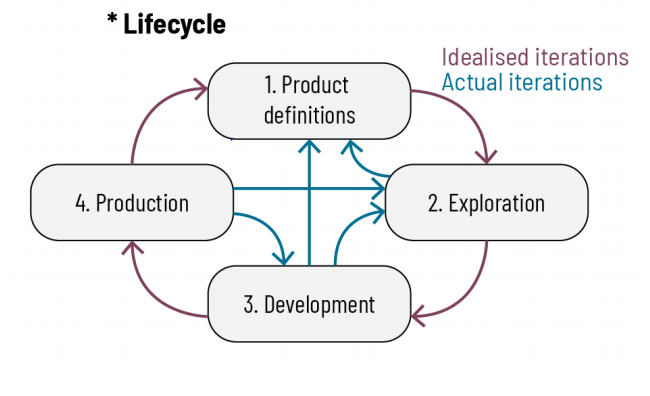 * Lifecycle
Idealised iterations
Actual iterations
1. Product
definitions
4. Production
2. Exploration
3. Development